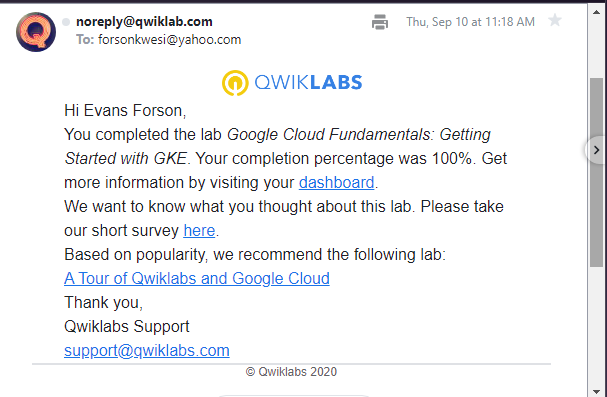 noreply@qwiklab.com
Thu, Sep 10 at 11:18 AM
To: forsonkwesi@yahoo.com
QWIKLABS
Hi Evans Forson,
You completed the lab Google Cloud Fundamentals: Getting
Started with GKE. Your completion percentage was 100%. Get
more information by visiting your dashboard.
We want to know what you thought about this lab. Please take
our short survey here.
Based on popularity, we recommend the following lab:
A Tour of Qwiklabs and Google Cloud
Thank you,
Qwiklabs Support
support@qwiklabs.com
© Qwiklabs 2020